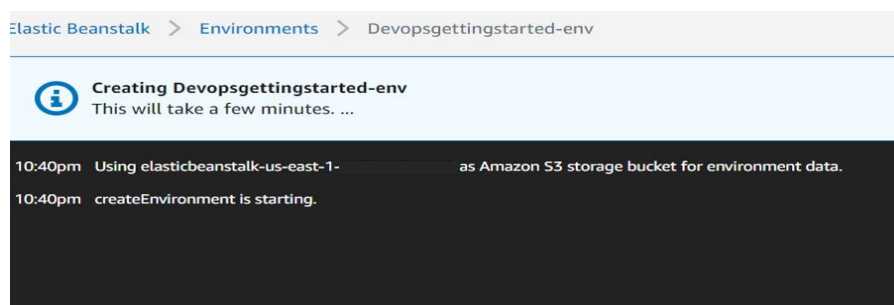 Elastic Beanstalk > Environments > Devopsgettingstarted-env
Creating Devopsgettingstarted-env
This will take a few minutes. ...
10:40pm Using elasticbeanstalk-us-east-1- as Amazon S3 storage bucket for environment data.
10:40pm createEnvironment is starting.